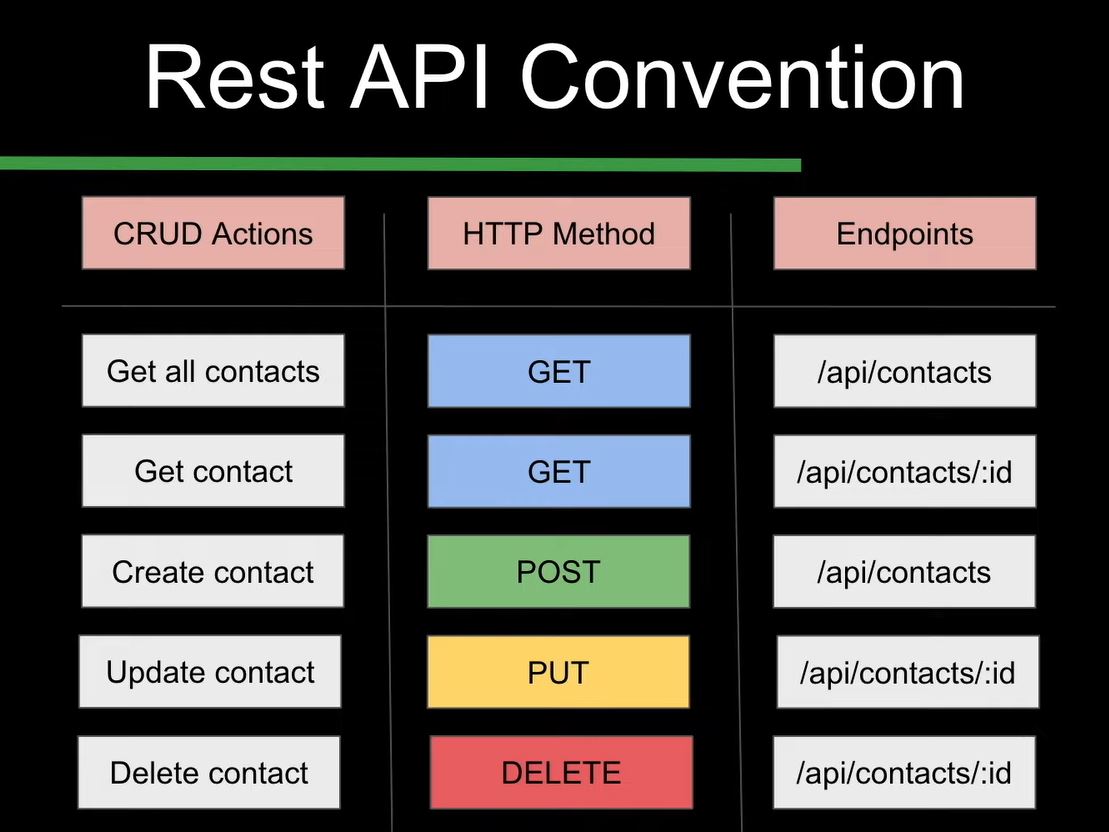 Rest API Convention
CRUD Actions HTTP Method Endpoints
Get all contacts GET /api/contacts
Get contact GET /api/contacts/:id
Create contact POST /api/contacts
Update contact PUT /api/contacts/:id
Delete contact DELETE /api/contacts/:id